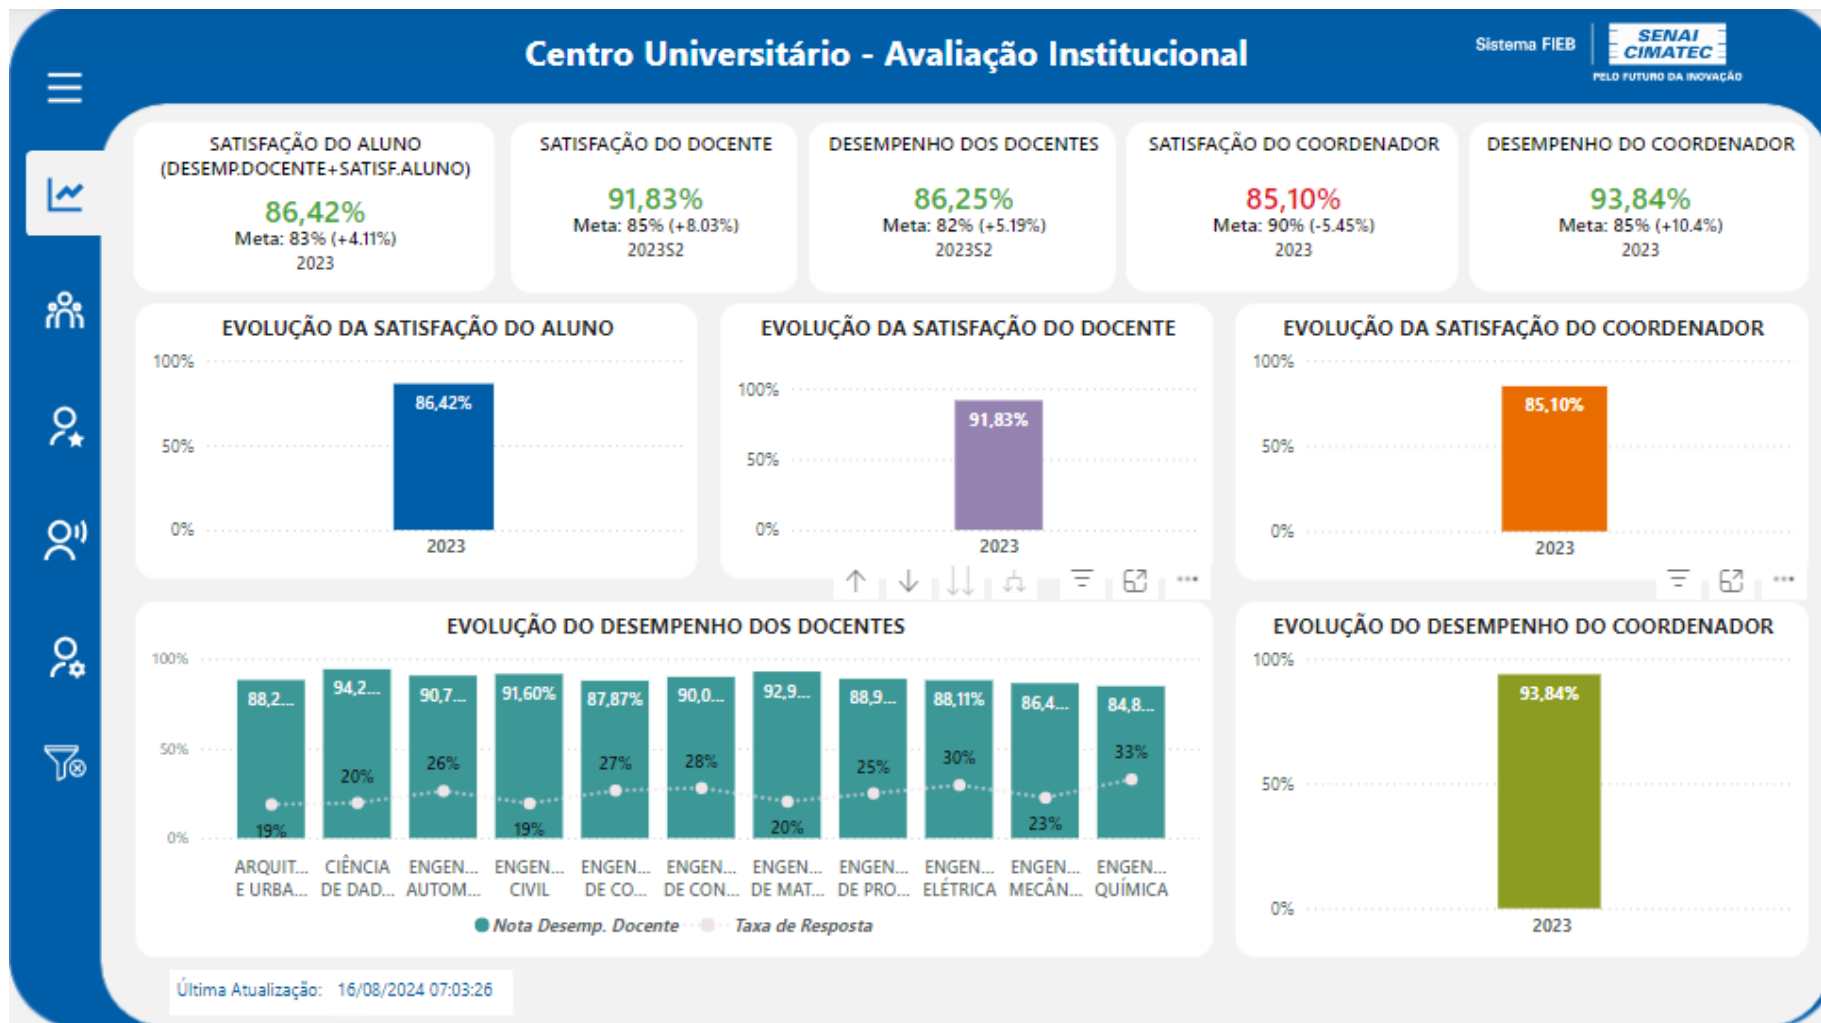 Centro Universitário - Avaliação Institucional
Sistema FIEB
SENAI
CIMATEC
PELO FUTURO DA INOVAÇÃO
SATISFAÇÃO DO ALUNO
(DESEMP.DOCENTE+SATISF.ALUNO)
86,42%
Meta: 83% (+4.11%)
2023
SATISFAÇÃO DO DOCENTE
91,83%
Meta: 85% (+8.03%)
2023S2
DESEMPENHO DOS DOCENTES
86,25%
Meta: 82% (+5.19%)
2023S2
SATISFAÇÃO DO COORDENADOR
85,10%
Meta: 90% (-5.45%)
2023
DESEMPENHO DO COORDENADOR
93,84%
Meta: 85% (+10.4%)
2023
EVOLUÇÃO DA SATISFAÇÃO DO ALUNO
100%
50%
0%
86,42%
2023
EVOLUÇÃO DA SATISFAÇÃO DO DOCENTE
100%
50%
0%
91,83%
2023
EVOLUÇÃO DA SATISFAÇÃO DO COORDENADOR
100%
50%
0%
85,10%
2023
EVOLUÇÃO DO DESEMPENHO DOS DOCENTES
100%
50%
0%
88,2... 94,2... 90,7... 91,60% 87,87% 90,0... 92,9... 88,9... 88,11% 86,4... 84,8...
19% 20% 26% 19% 27% 28% 20% 25% 30% 23% 33%
ARQUIT... CIÊNCIA ENGEN... ENGEN... ENGEN... ENGEN... ENGEN... ENGEN... ENGEN... ENGEN... ENGEN...
E URBA... DE DAD... AUTOM... CIVIL DE CO... DE CON... DE MAT... DE PRO... ELÉTRICA MECÂN... QUÍMICA
Nota Desemp. Docente Taxa de Resposta
EVOLUÇÃO DO DESEMPENHO DO COORDENADOR
100%
50%
0%
93,84%
2023
Última Atualização: 16/08/2024 07:03:26